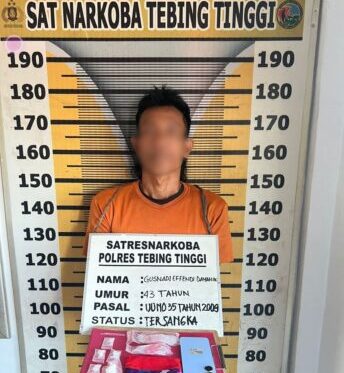 SAT NARKOBA TEBING TINGGI
190 190
180 180
170 170
160 160
150 150
140 140
130 130
120 120
110 110
100 100
90 90
80 80
SATRESNARKOBA
POLRES TEBING TINGGI
NAMA : GUSNADI EFFENDI
UMUR : 43 TAHUN
PASAL : UU NO 35 TAHUN 2009
STATUS : TERSANGKA